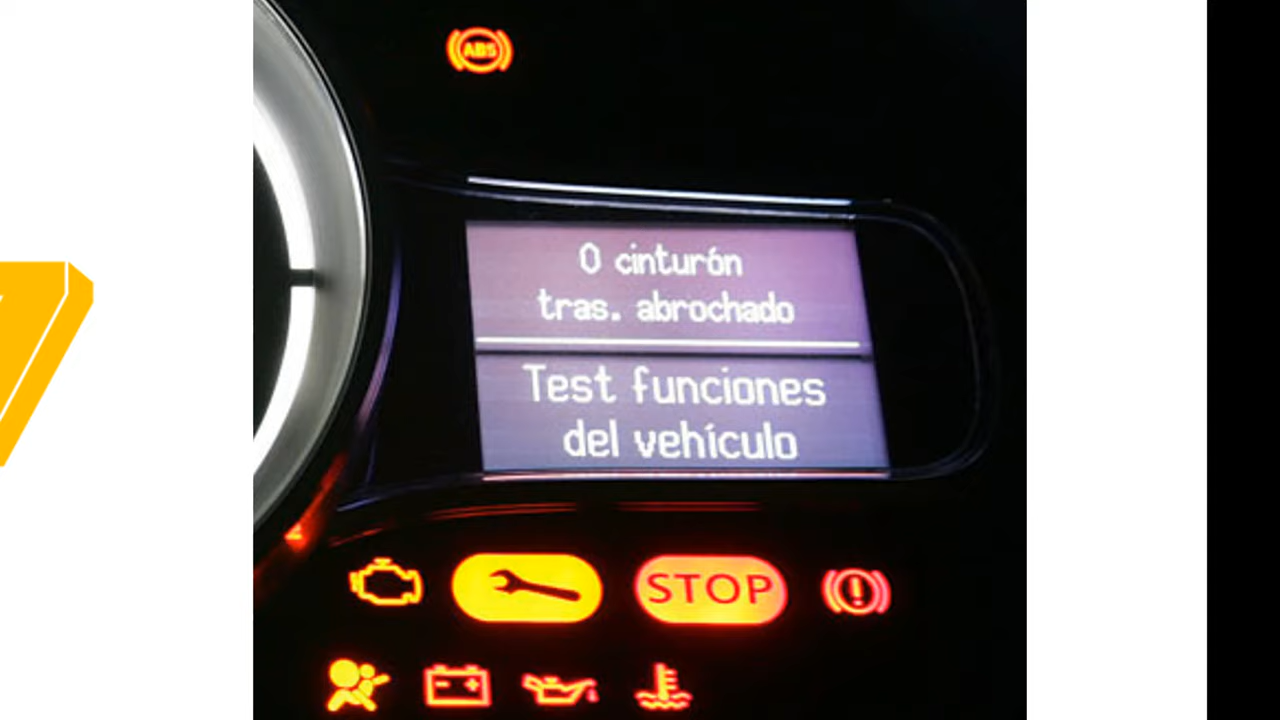 ABS
0 cinturón
tras. abrochado
Test funciones
del vehículo
STOP